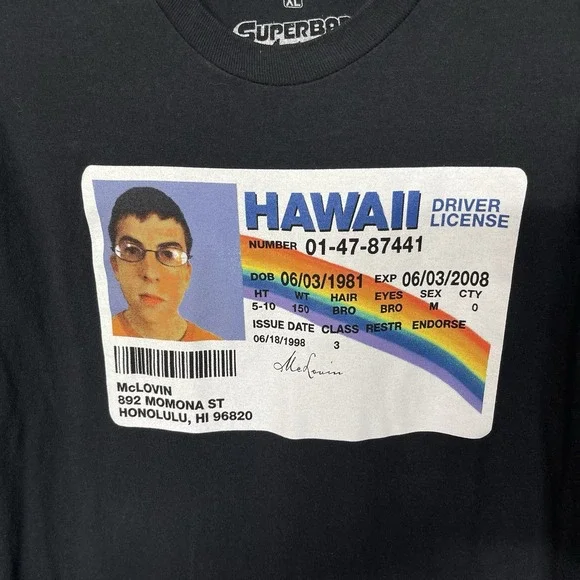 XL
SUPERBAD
HAWAII DRIVER LICENSE
NUMBER 01-47-87441
DOB 06/03/1981 EXP 06/03/2008
HT WT HAIR EYES SEX CTY
5-10 150 BRO BRO M 0
ISSUE DATE CLASS RESTR ENDORSE
06/18/1998 3
McLovin
McLOVIN
892 MOMONA ST
HONOLULU, HI 96820